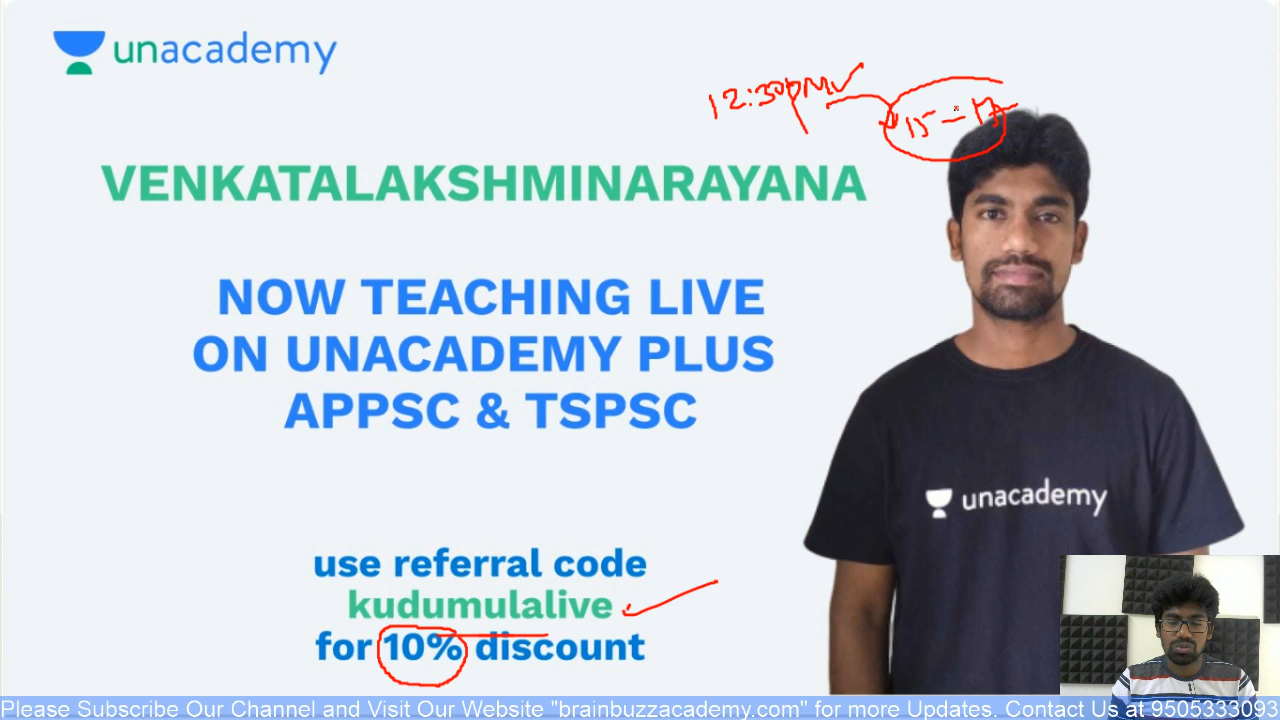 unacademy
12:30pm
15-17
VENKATALAKSHMINARAYANA
NOW TEACHING LIVE
ON UNACADEMY PLUS
APPSC & TSPSC
unacademy
use referral code
kudumulalive
for 10% discount
Please Subscribe Our Channel and Visit Our Website "brainbuzzacademy.com" for more Updates. Contact Us at 9505333093